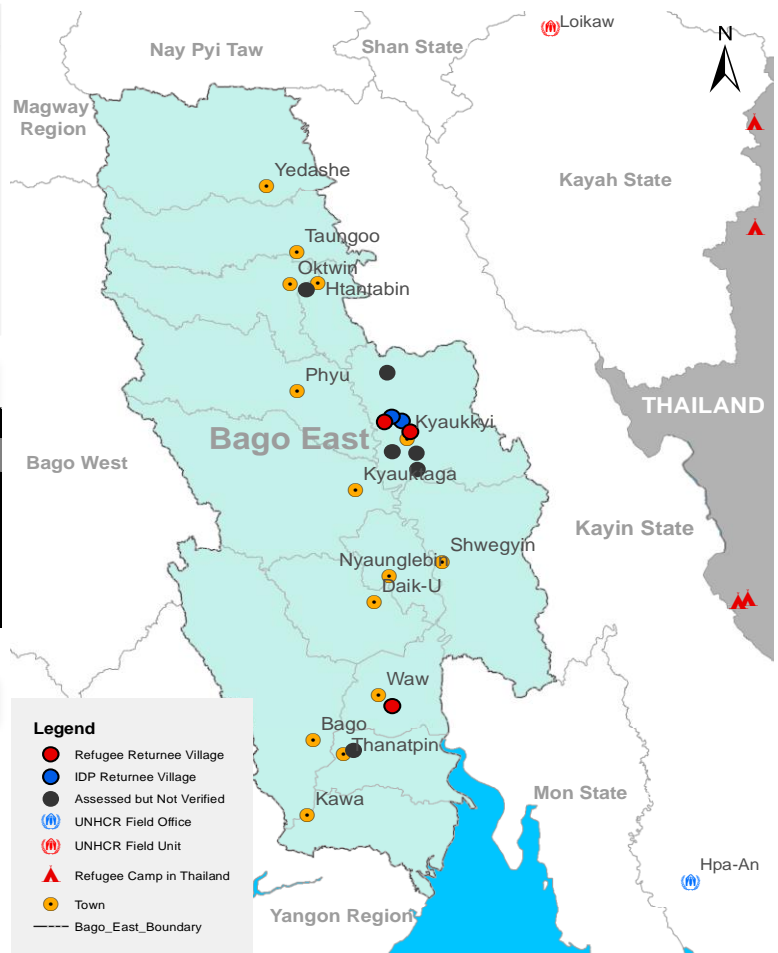 Loikaw
Nay Pyi Taw
Shan State
N
Magway
Region
Yedashe
Kayah State
Taungoo
Oktwin
Htantabin
Phyu
THAILAND
Kyaukkyi
Bago East
Bago West
Kyauktaga
Kayin State
Shwegyin
Nyaunglebin
Daik-U
Waw
Legend
Bago
Thanatpin
Refugee Returnee Village
IDP Returnee Village
Assessed but Not Verified
Kawa
Mon State
UNHCR Field Office
UNHCR Field Unit
Hpa-An
Refugee Camp in Thailand
Town
Yangon Region
Bago_East_Boundary